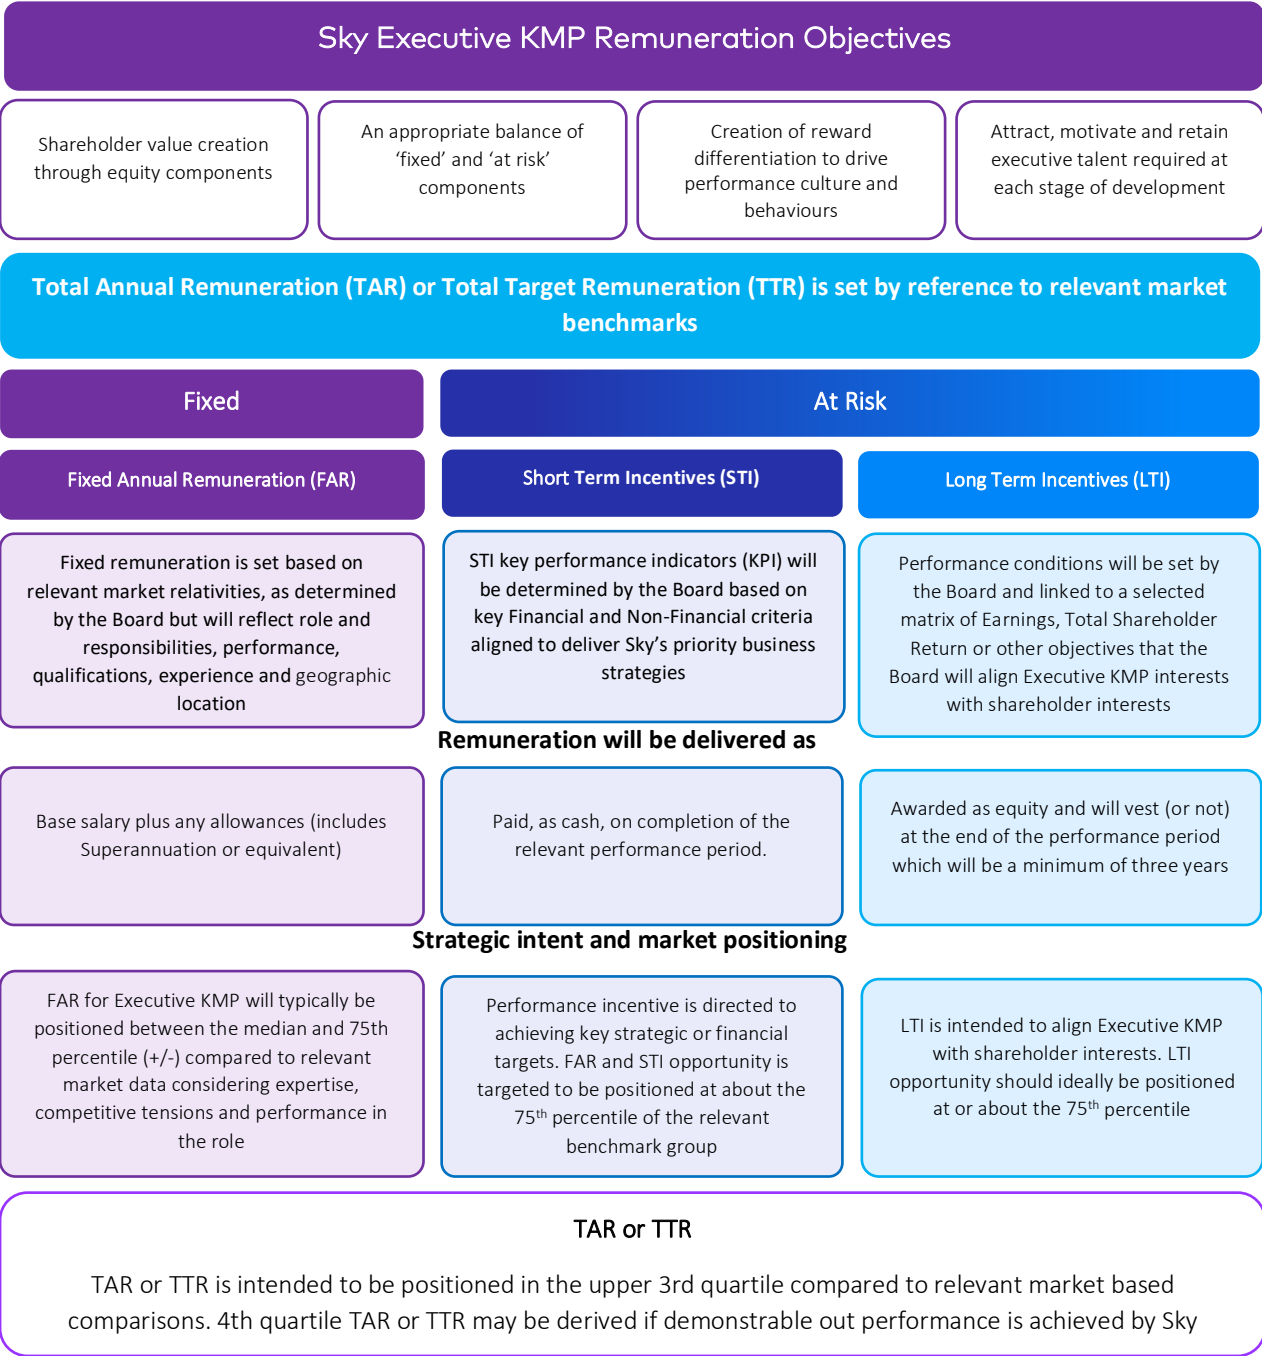 Sky Executive KMP Remuneration Objectives
Shareholder value creation
through equity components
An appropriate balance of
‘fixed’ and ‘at risk’
components
Creation of reward
differentiation to drive
performance culture and
behaviours
Attract, motivate and retain
executive talent required at
each stage of development
Total Annual Remuneration (TAR) or Total Target Remuneration (TTR) is set by reference to relevant market
benchmarks
Fixed
At Risk
Fixed Annual Remuneration (FAR)
Short Term Incentives (STI)
Long Term Incentives (LTI)
Fixed remuneration is set based on
relevant market relativities, as determined
by the Board but will reflect role and
responsibilities, performance,
qualifications, experience and geographic
location
STI key performance indicators (KPI) will
be determined by the Board based on
key Financial and Non-Financial criteria
aligned to deliver Sky’s priority business
strategies
Performance conditions will be set by
the Board and linked to a selected
matrix of Earnings, Total Shareholder
Return or other objectives that the
Board will align Executive KMP interests
with shareholder interests
Remuneration will be delivered as
Base salary plus any allowances (includes
Superannuation or equivalent)
Paid, as cash, on completion of the
relevant performance period.
Awarded as equity and will vest (or not)
at the end of the performance period
which will be a minimum of three years
Strategic intent and market positioning
FAR for Executive KMP will typically be
positioned between the median and 75th
percentile (+/-) compared to relevant
market data considering expertise,
competitive tensions and performance in
the role
Performance incentive is directed to
achieving key strategic or financial
targets. FAR and STI opportunity is
targeted to be positioned at about the
75th percentile of the relevant
benchmark group
LTI is intended to align Executive KMP
with shareholder interests. LTI
opportunity should ideally be positioned
at or about the 75th percentile
TAR or TTR
TAR or TTR is intended to be positioned in the upper 3rd quartile compared to relevant market based
comparisons. 4th quartile TAR or TTR may be derived if demonstrable out performance is achieved by Sky